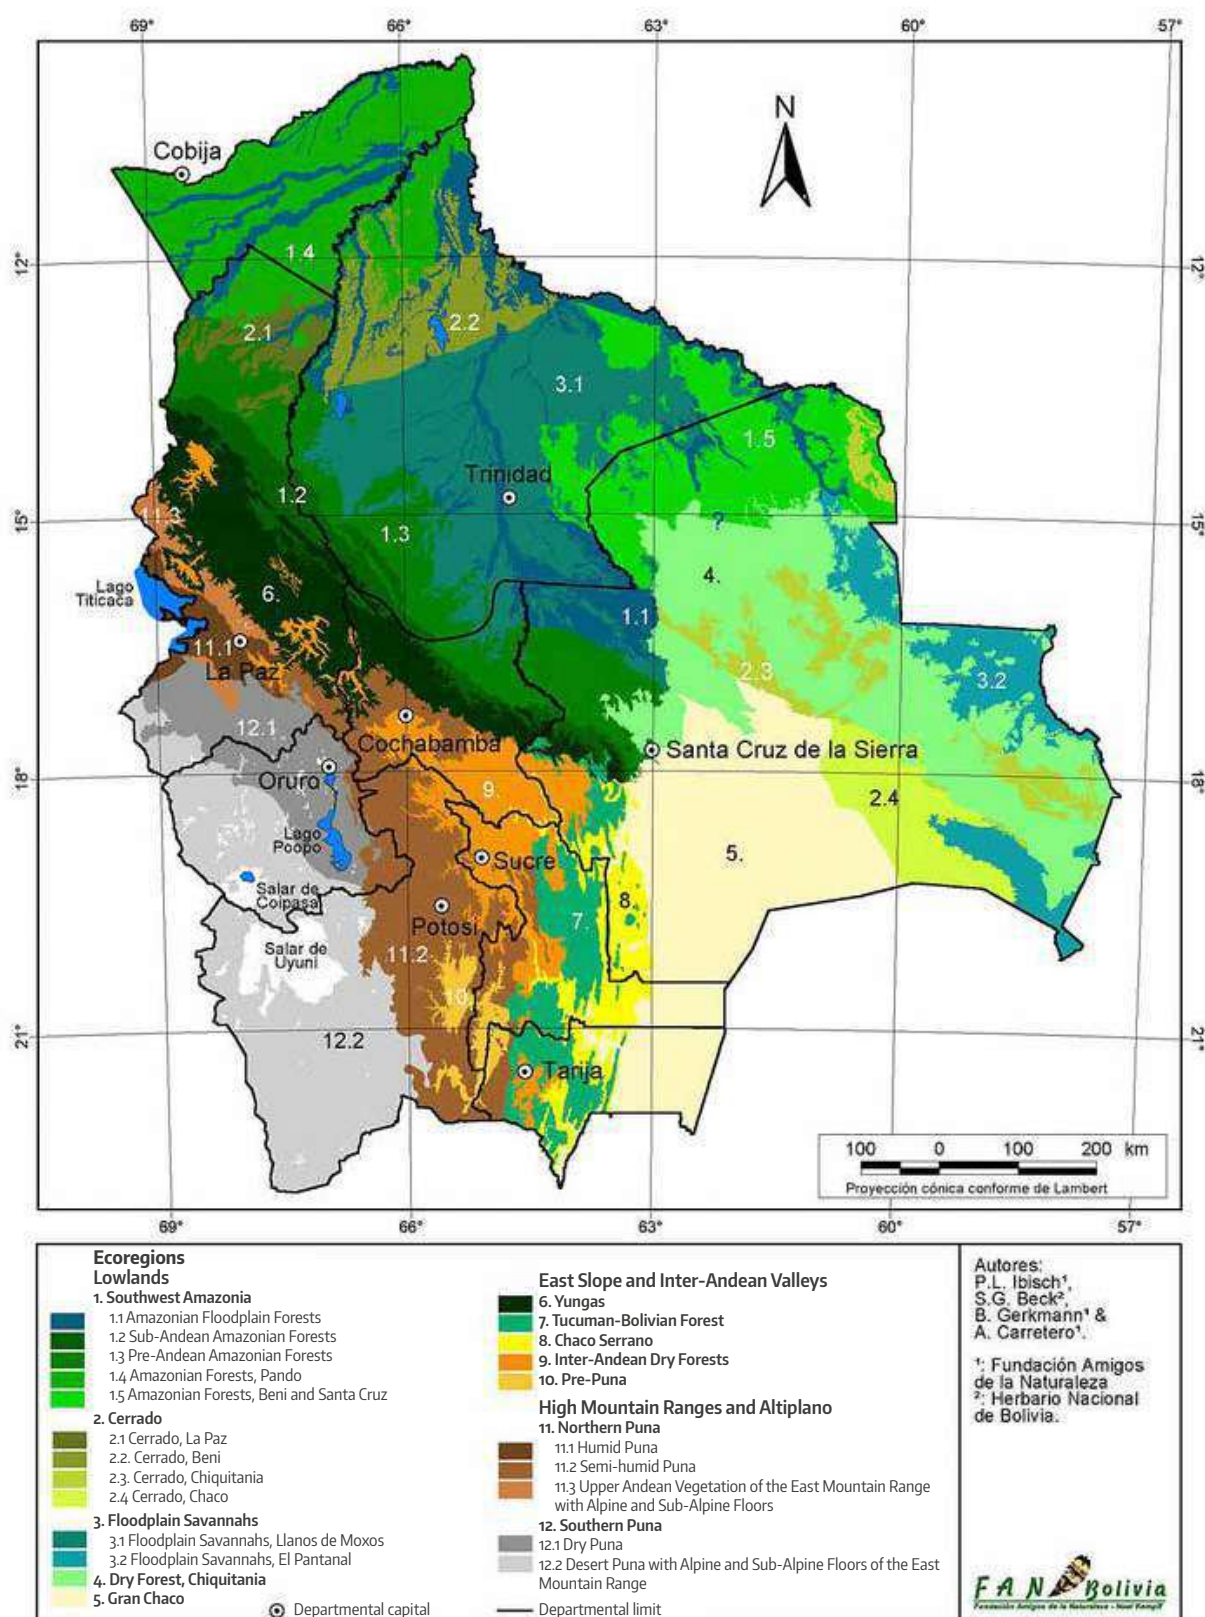 69° 66° 63° 60° 57°
N
Cobija
12° 1.4 12°
2.1 2.2
3.1
1.5
Trinidad
1.2
11.3
15° 1.3 ? 15°
4.
Lago
Titicaca
6. 1.1
11.1
La Paz 2.3 3.2
12.1
Cochabamba Santa Cruz de la Sierra
Oruro
18° 9. 2.4 18°
Lago
Poopo
Sucre 5.
Salar de
Coipasa
8.
Potosí 7.
Salar de
Uyuni
11.2
10.
21° 12.2 21°
Tarija
100 0 100 200 km
Proyección cónica conforme de Lambert
69° 66° 63° 60° 57°
Ecoregions
Lowlands
1. Southwest Amazonia
1.1 Amazonian Floodplain Forests
1.2 Sub-Andean Amazonian Forests
1.3 Pre-Andean Amazonian Forests
1.4 Amazonian Forests, Pando
1.5 Amazonian Forests, Beni and Santa Cruz
2. Cerrado
2.1 Cerrado, La Paz
2.2. Cerrado, Beni
2.3. Cerrado, Chiquitania
2.4 Cerrado, Chaco
3. Floodplain Savannahs
3.1 Floodplain Savannahs, Llanos de Moxos
3.2 Floodplain Savannahs, El Pantanal
4. Dry Forest, Chiquitania
5. Gran Chaco
Departmental capital
East Slope and Inter-Andean Valleys
6. Yungas
7. Tucuman-Bolivian Forest
8. Chaco Serrano
9. Inter-Andean Dry Forests
10. Pre-Puna
High Mountain Ranges and Altiplano
11. Northern Puna
11.1 Humid Puna
11.2 Semi-humid Puna
11.3 Upper Andean Vegetation of the East Mountain Range
with Alpine and Sub-Alpine Floors
12. Southern Puna
12.1 Dry Puna
12.2 Desert Puna with Alpine and Sub-Alpine Floors of the East
Mountain Range
Departmental limit
Autores:
P.L. Ibisch¹,
S.G. Beck²,
B. Gerkmann¹ &
A. Carretero¹.
¹: Fundación Amigos
de la Naturaleza
²: Herbario Nacional
de Bolivia.
FAN Bolivia
Fundación Amigos de la Naturaleza - Noel Kempff